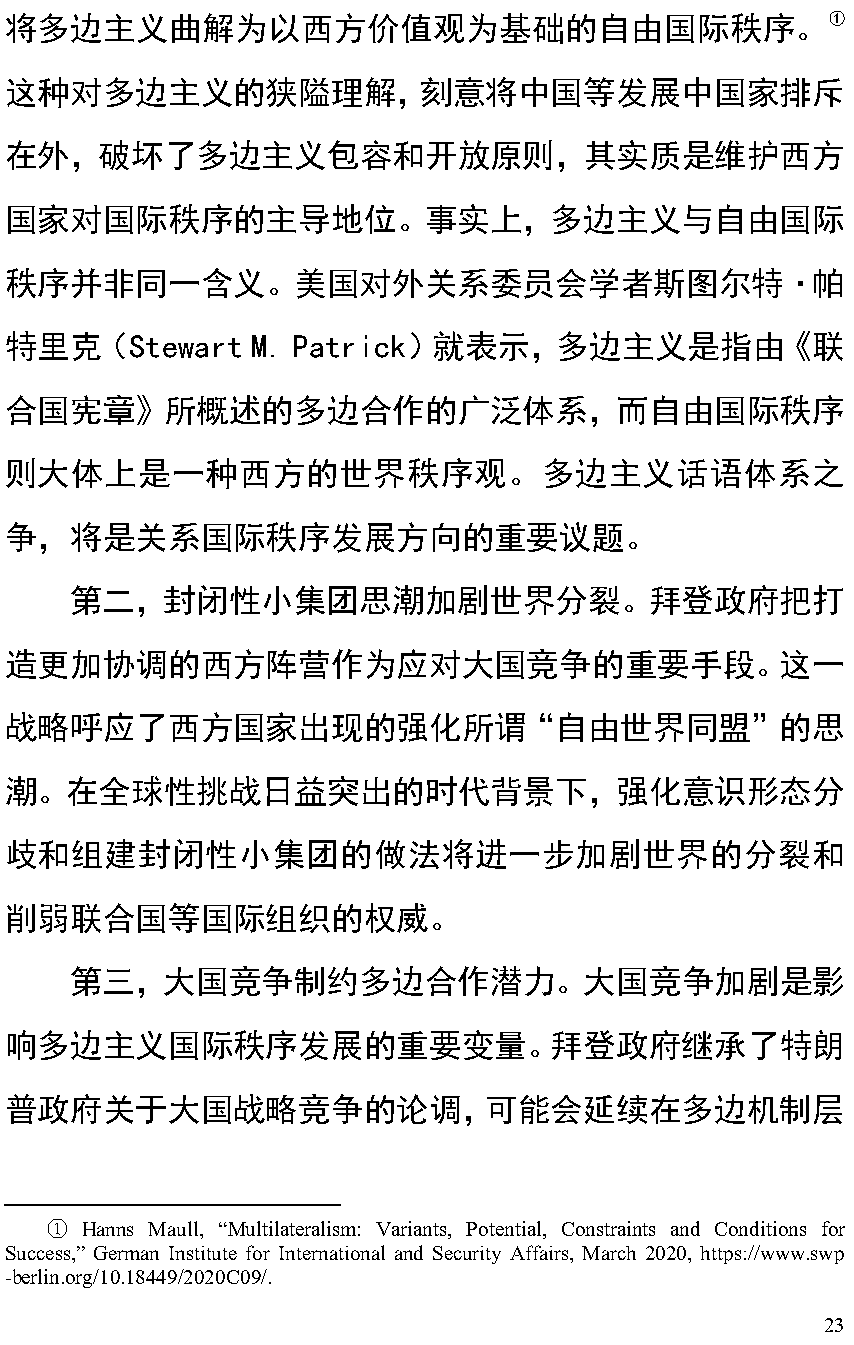 将多边主义曲解为以西方价值观为基础的自由国际秩序。①
这种对多边主义的狭隘理解，刻意将中国等发展中国家排斥
在外，破坏了多边主义包容和开放原则，其实质是维护西方
国家对国际秩序的主导地位。事实上，多边主义与自由国际
秩序并非同一含义。美国对外关系委员会学者斯图尔特·帕
特里克（Stewart M. Patrick）就表示，多边主义是指由《联
合国宪章》所概述的多边合作的广泛体系，而自由国际秩序
则大体上是一种西方的世界秩序观。多边主义话语体系之
争，将是关系国际秩序发展方向的重要议题。
第二，封闭性小集团思潮加剧世界分裂。拜登政府把打
造更加协调的西方阵营作为应对大国竞争的重要手段。这一
战略呼应了西方国家出现的强化所谓“自由世界同盟”的思
潮。在全球性挑战日益突出的时代背景下，强化意识形态分
歧和组建封闭性小集团的做法将进一步加剧世界的分裂和
削弱联合国等国际组织的权威。
第三，大国竞争制约多边合作潜力。大国竞争加剧是影
响多边主义国际秩序发展的重要变量。拜登政府继承了特朗
普政府关于大国战略竞争的论调，可能会延续在多边机制层
① Hanns Maull, “Multilateralism: Variants, Potential, Constraints and Conditions for
Success,” German Institute for International and Security Affairs, March 2020, https://www.swp
-berlin.org/10.18449/2020C09/.
23